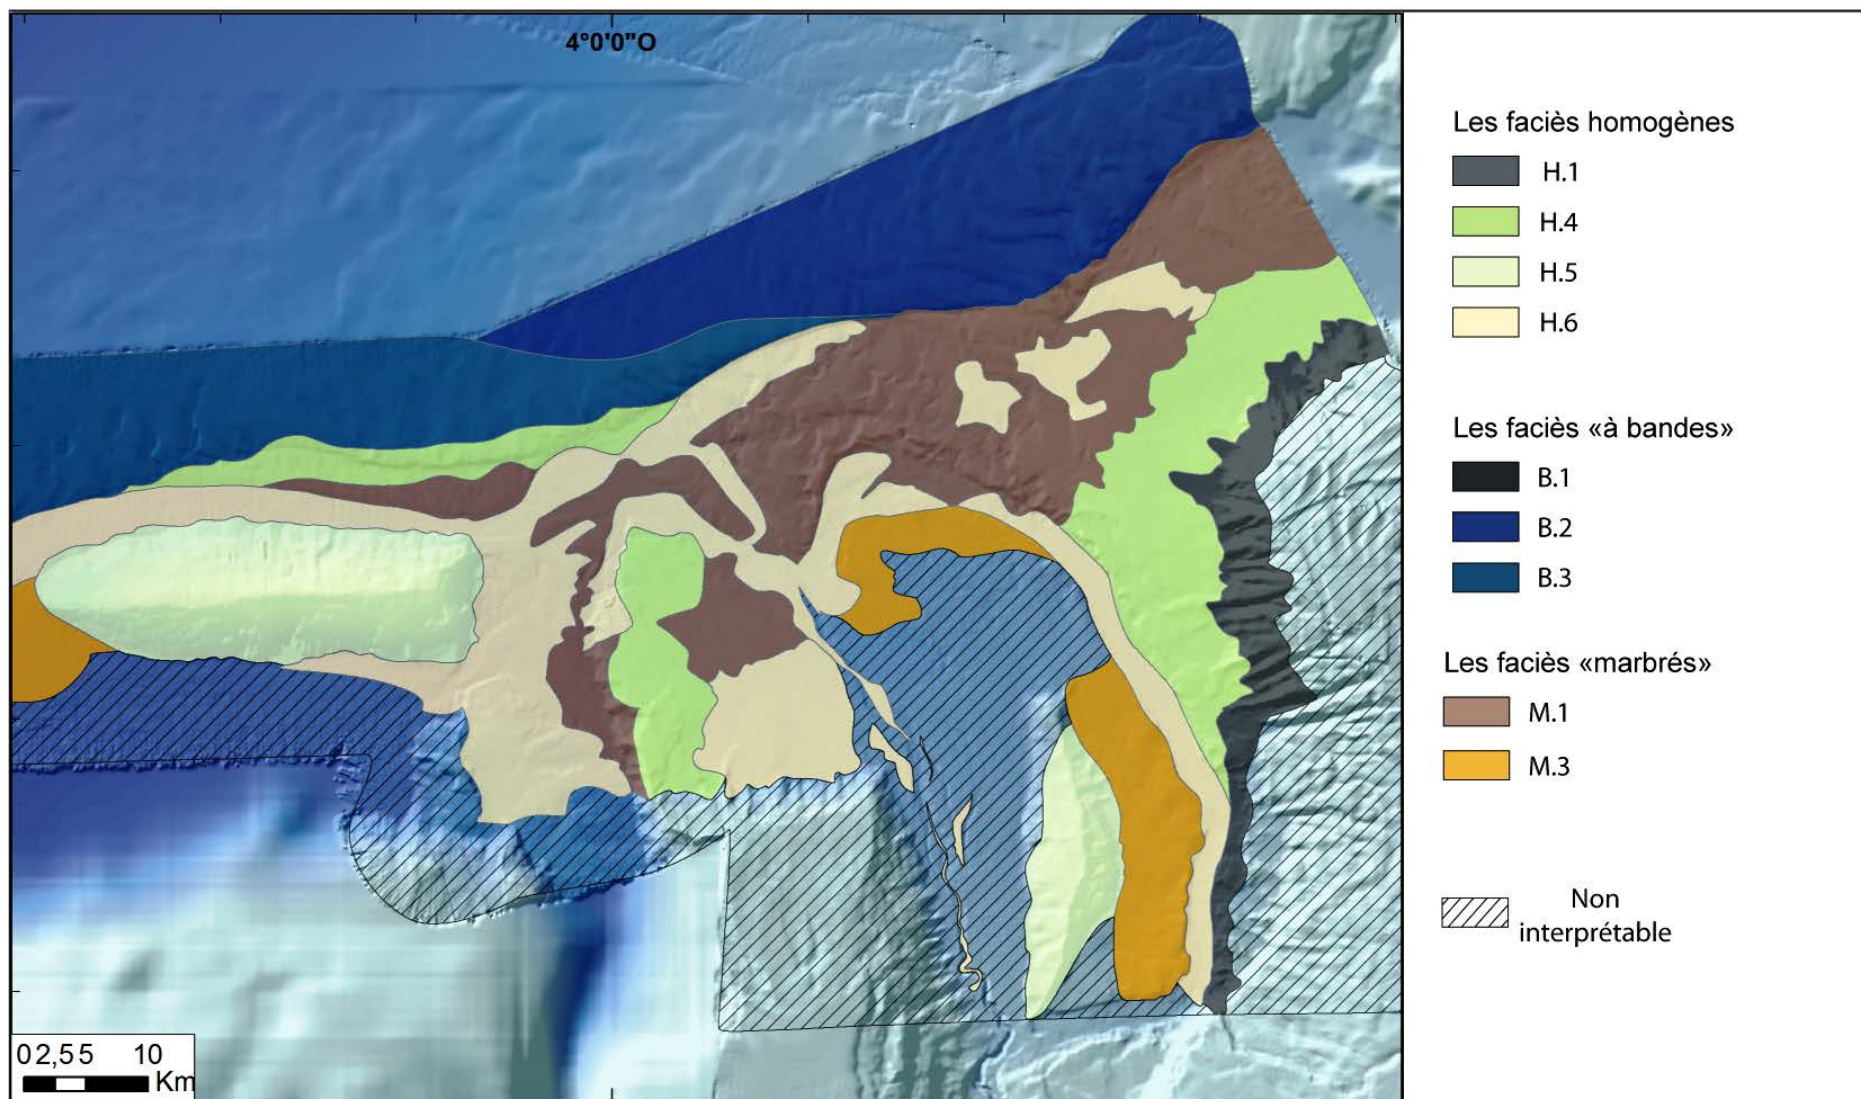 4°0'0"O
Les faciès homogènes
H.1
H.4
H.5
H.6
Les faciès «à bandes»
B.1
B.2
B.3
Les faciès «marbrés»
M.1
M.3
Non
interprétable
0 2,5 5 10
Km